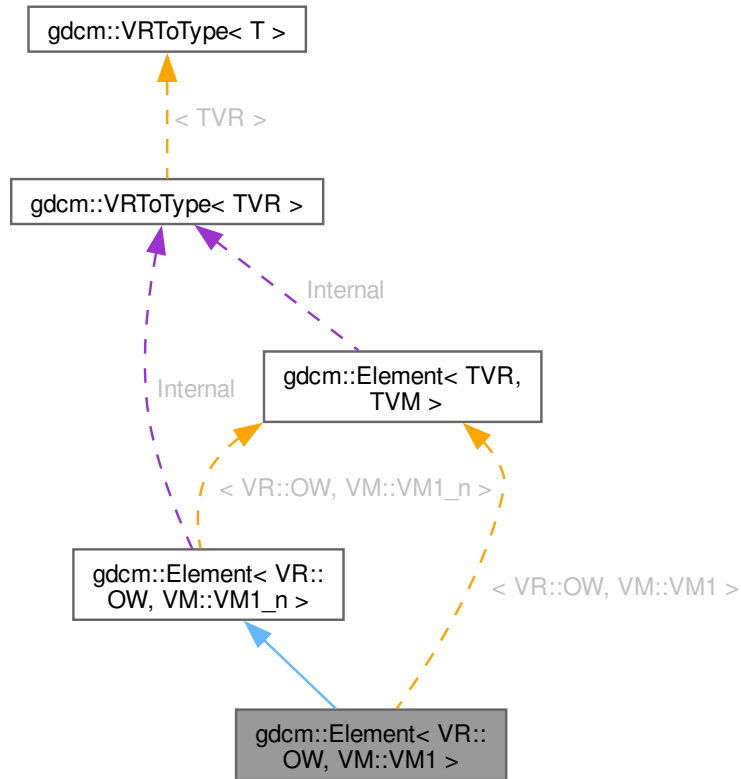 gdcm::VRToType< T >
< TVR >
gdcm::VRToType< TVR >
Internal
gdcm::Element< TVR,
TVM >
Internal
< VR::OW, VM::VM1_n >
gdcm::Element< VR::
OW, VM::VM1_n >
< VR::OW, VM::VM1 >
gdcm::Element< VR::
OW, VM::VM1 >